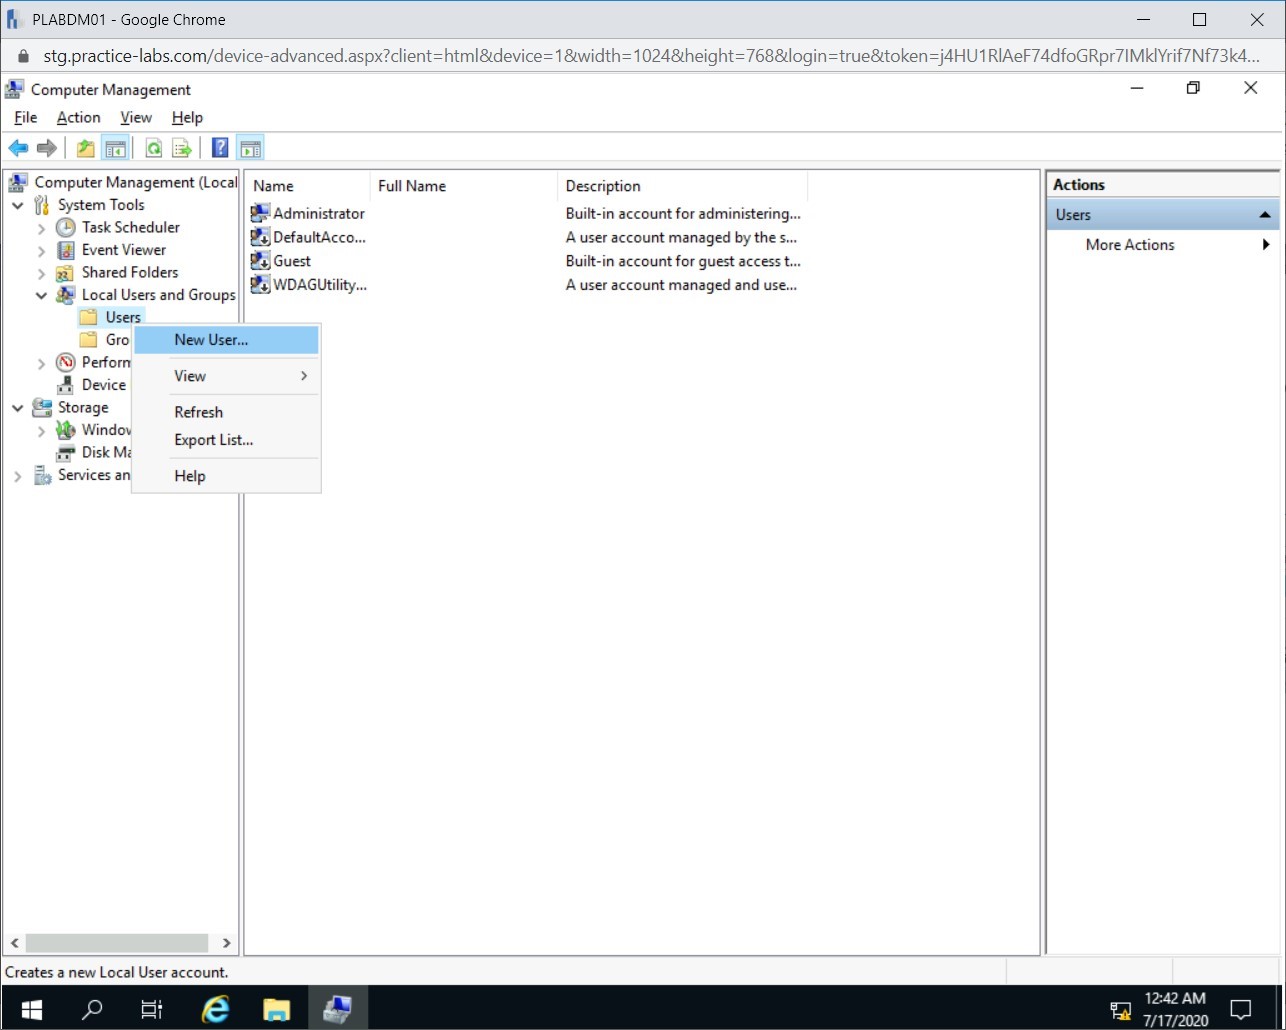 PLABDM01 - Google Chrome
stg.practice-labs.com/device-advanced.aspx?client=html&device=1&width=1024&height=768&login=true&token=j4HU1RlAeF74dfoGRpr7IMklYrif7Nf73k4...
Computer Management
File Action View Help
Computer Management (Local
System Tools
Task Scheduler
Event Viewer
Shared Folders
Local Users and Groups
Users
Gro
Perform
Device
Storage
Window
Disk Ma
Services an
New User...
View
Refresh
Export List...
Help
Name Full Name Description
Administrator Built-in account for administering...
DefaultAcco... A user account managed by the s...
Guest Built-in account for guest access t...
WDAGUtility... A user account managed and use...
Actions
Users
More Actions
Creates a new Local User account.
12:42 AM
7/17/2020